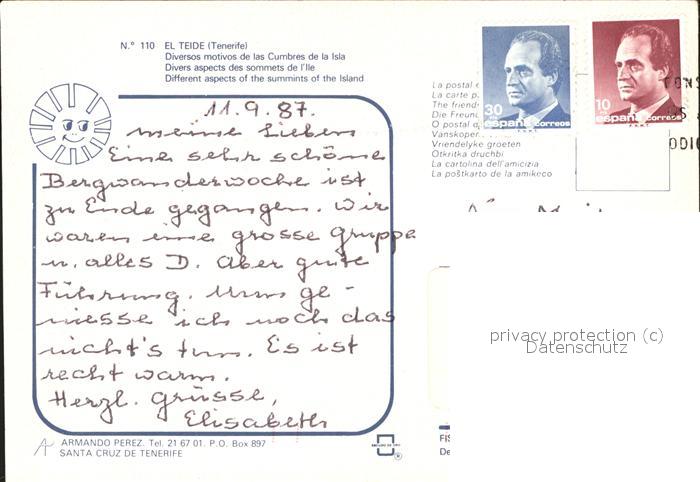 N.° 110 EL TEIDE (Tenerife)
Diversos motivos de las Cumbres de la Isla
Divers aspects des sommets de l'Ile
Different aspects of the summints of the Island
11.9.87.
Meine Lieben
Eine sehr schöne
Bergwanderwoche ist
zu Ende gegangen. Wir
waren eine grosse Gruppe
u. alles D. Aber gute
Führung. Nun ge-
niesse ich noch das
nicht's tun. Es ist
recht warm.
Herzl. Grüsse,
Elisabeth
ARMANDO PEREZ. Tel. 21 67 01. P.O. Box 897
SANTA CRUZ DE TENERIFE
30
españa correos
10
españa correos
La postal
La carte p
The friend
Die Freun
O postal
Vanskoper
Vriendelyke groeten
Otkritka druchbi
La cartolina dell'amicizia
La poŝtkarto de la amikeco
privacy protection (c)
Datenschutz
FIS
De